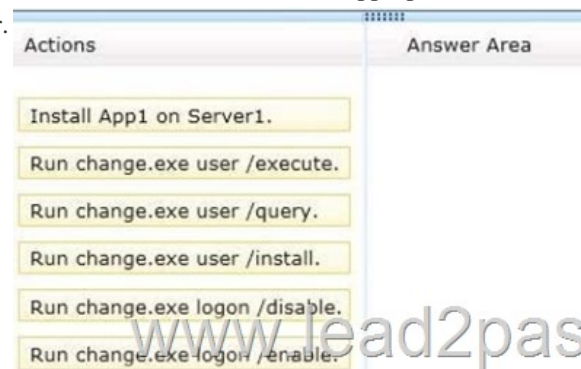 r.
Actions
Answer Area
Install App1 on Server1.
Run change.exe user /execute.
Run change.exe user /query.
Run change.exe user /install.
Run change.exe logon /disable.
Run change.exe logon /enable.
www.lead2pas